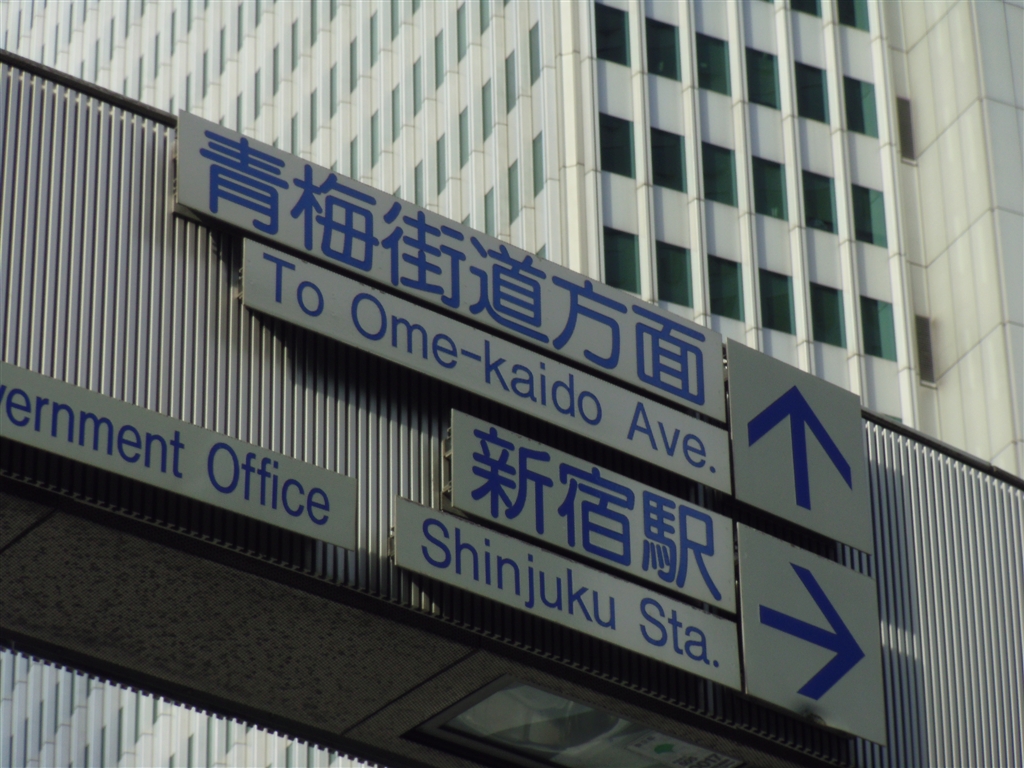 青梅街道方面
To Ome-kaido Ave.
新宿駅
Shinjuku Sta.
vernment Office